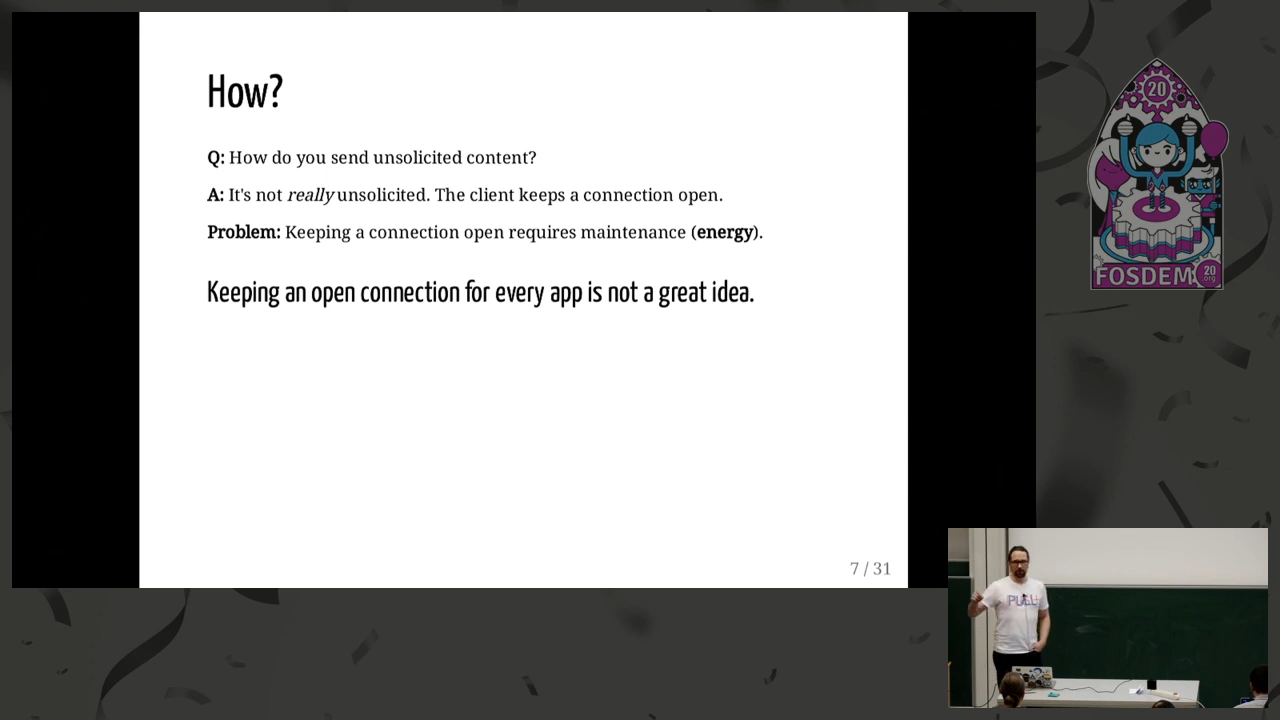 How?
Q: How do you send unsolicited content?
A: It's not really unsolicited. The client keeps a connection open.
Problem: Keeping a connection open requires maintenance (energy).
Keeping an open connection for every app is not a great idea.
7 / 31
20
FOSDEM
20
org